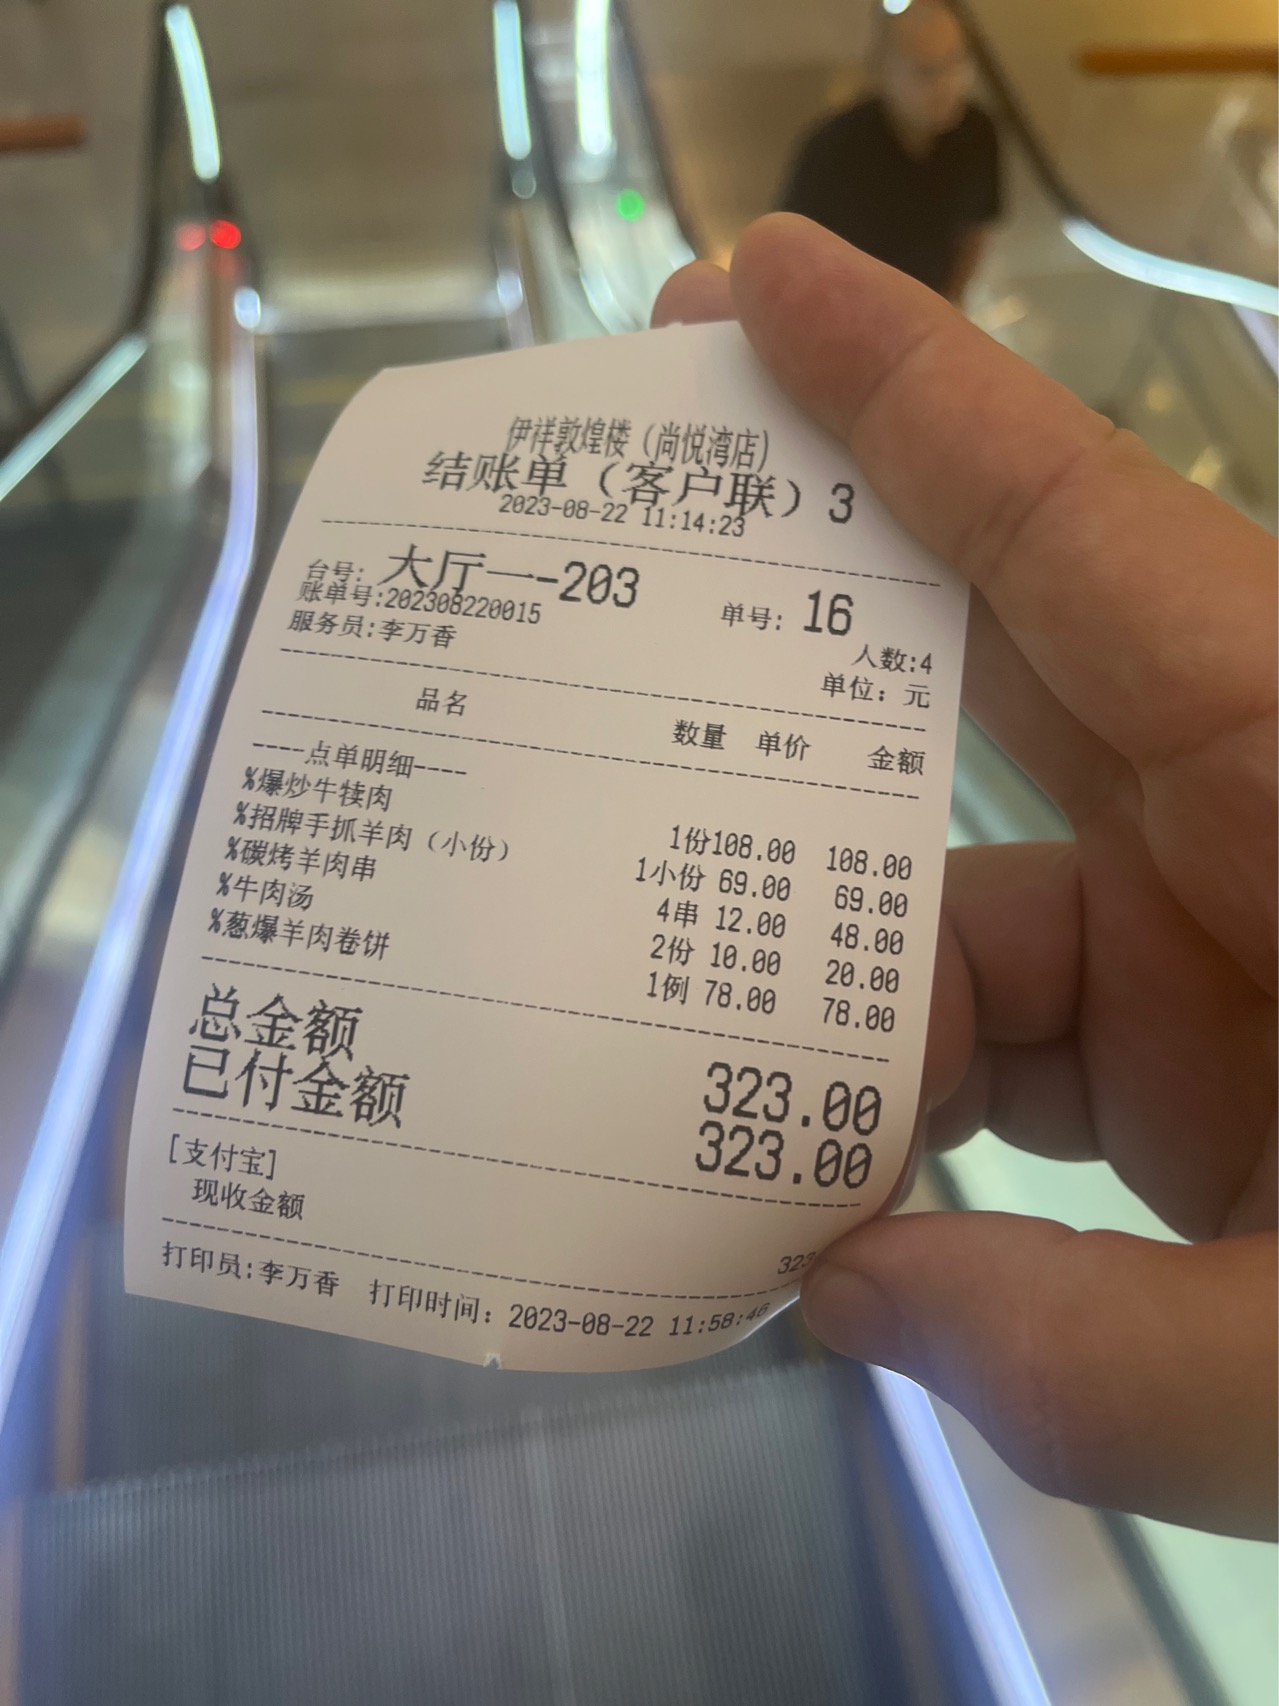 伊祥敦煌楼（尚悦湾店）
结账单（客户联）3
2023-08-22 11:14:23
台号: 大厅一-203 单号: 16
账单号:202308220015 人数:4
服务员:李万香 单位: 元
品名 数量 单价 金额
----点单明细----
%爆炒牛犊肉 1份108.00 108.00
%招牌手抓羊肉（小份） 1小份 69.00 69.00
%碳烤羊肉串 4串 12.00 48.00
%牛肉汤 2份 10.00 20.00
%葱爆羊肉卷饼 1例 78.00 78.00
总金额 323.00
已付金额 323.00
[支付宝]
现收金额 323
打印员:李万香 打印时间: 2023-08-22 11:58:46